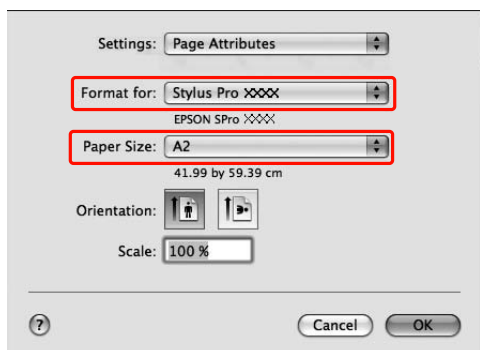 Settings: Page Attributes
Format for: Stylus Pro XXXX
EPSON SPro XXXX
Paper Size: A2
41.99 by 59.39 cm
Orientation:
Scale: 100 %
? Cancel OK